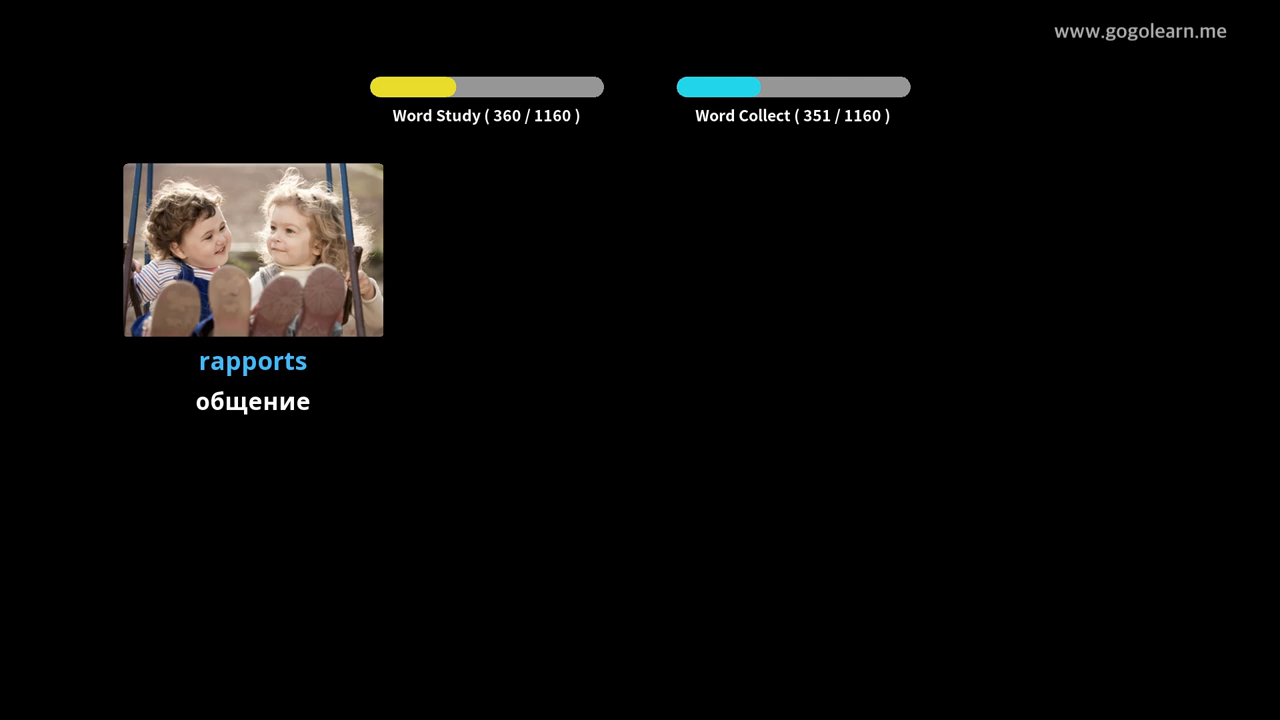 www.gogolearn.me
Word Study ( 360 / 1160 )
Word Collect ( 351 / 1160 )
rapports
общение